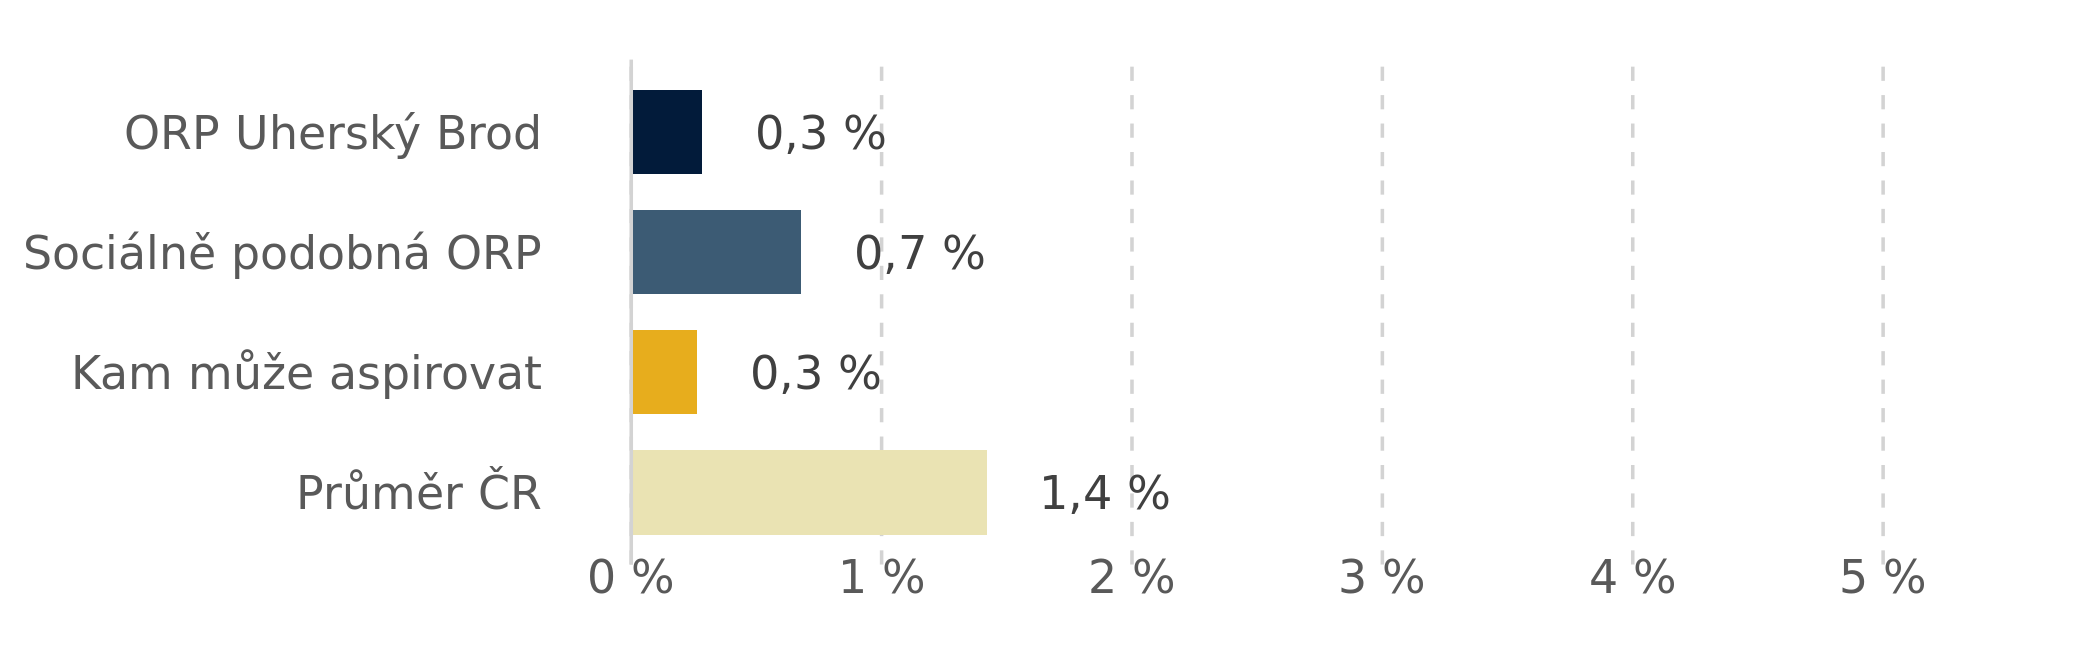 ORP Uherský Brod 0,3 %
Sociálně podobná ORP 0,7 %
Kam může aspirovat 0,3 %
Průměr ČR 1,4 %
0 % 1 % 2 % 3 % 4 % 5 %